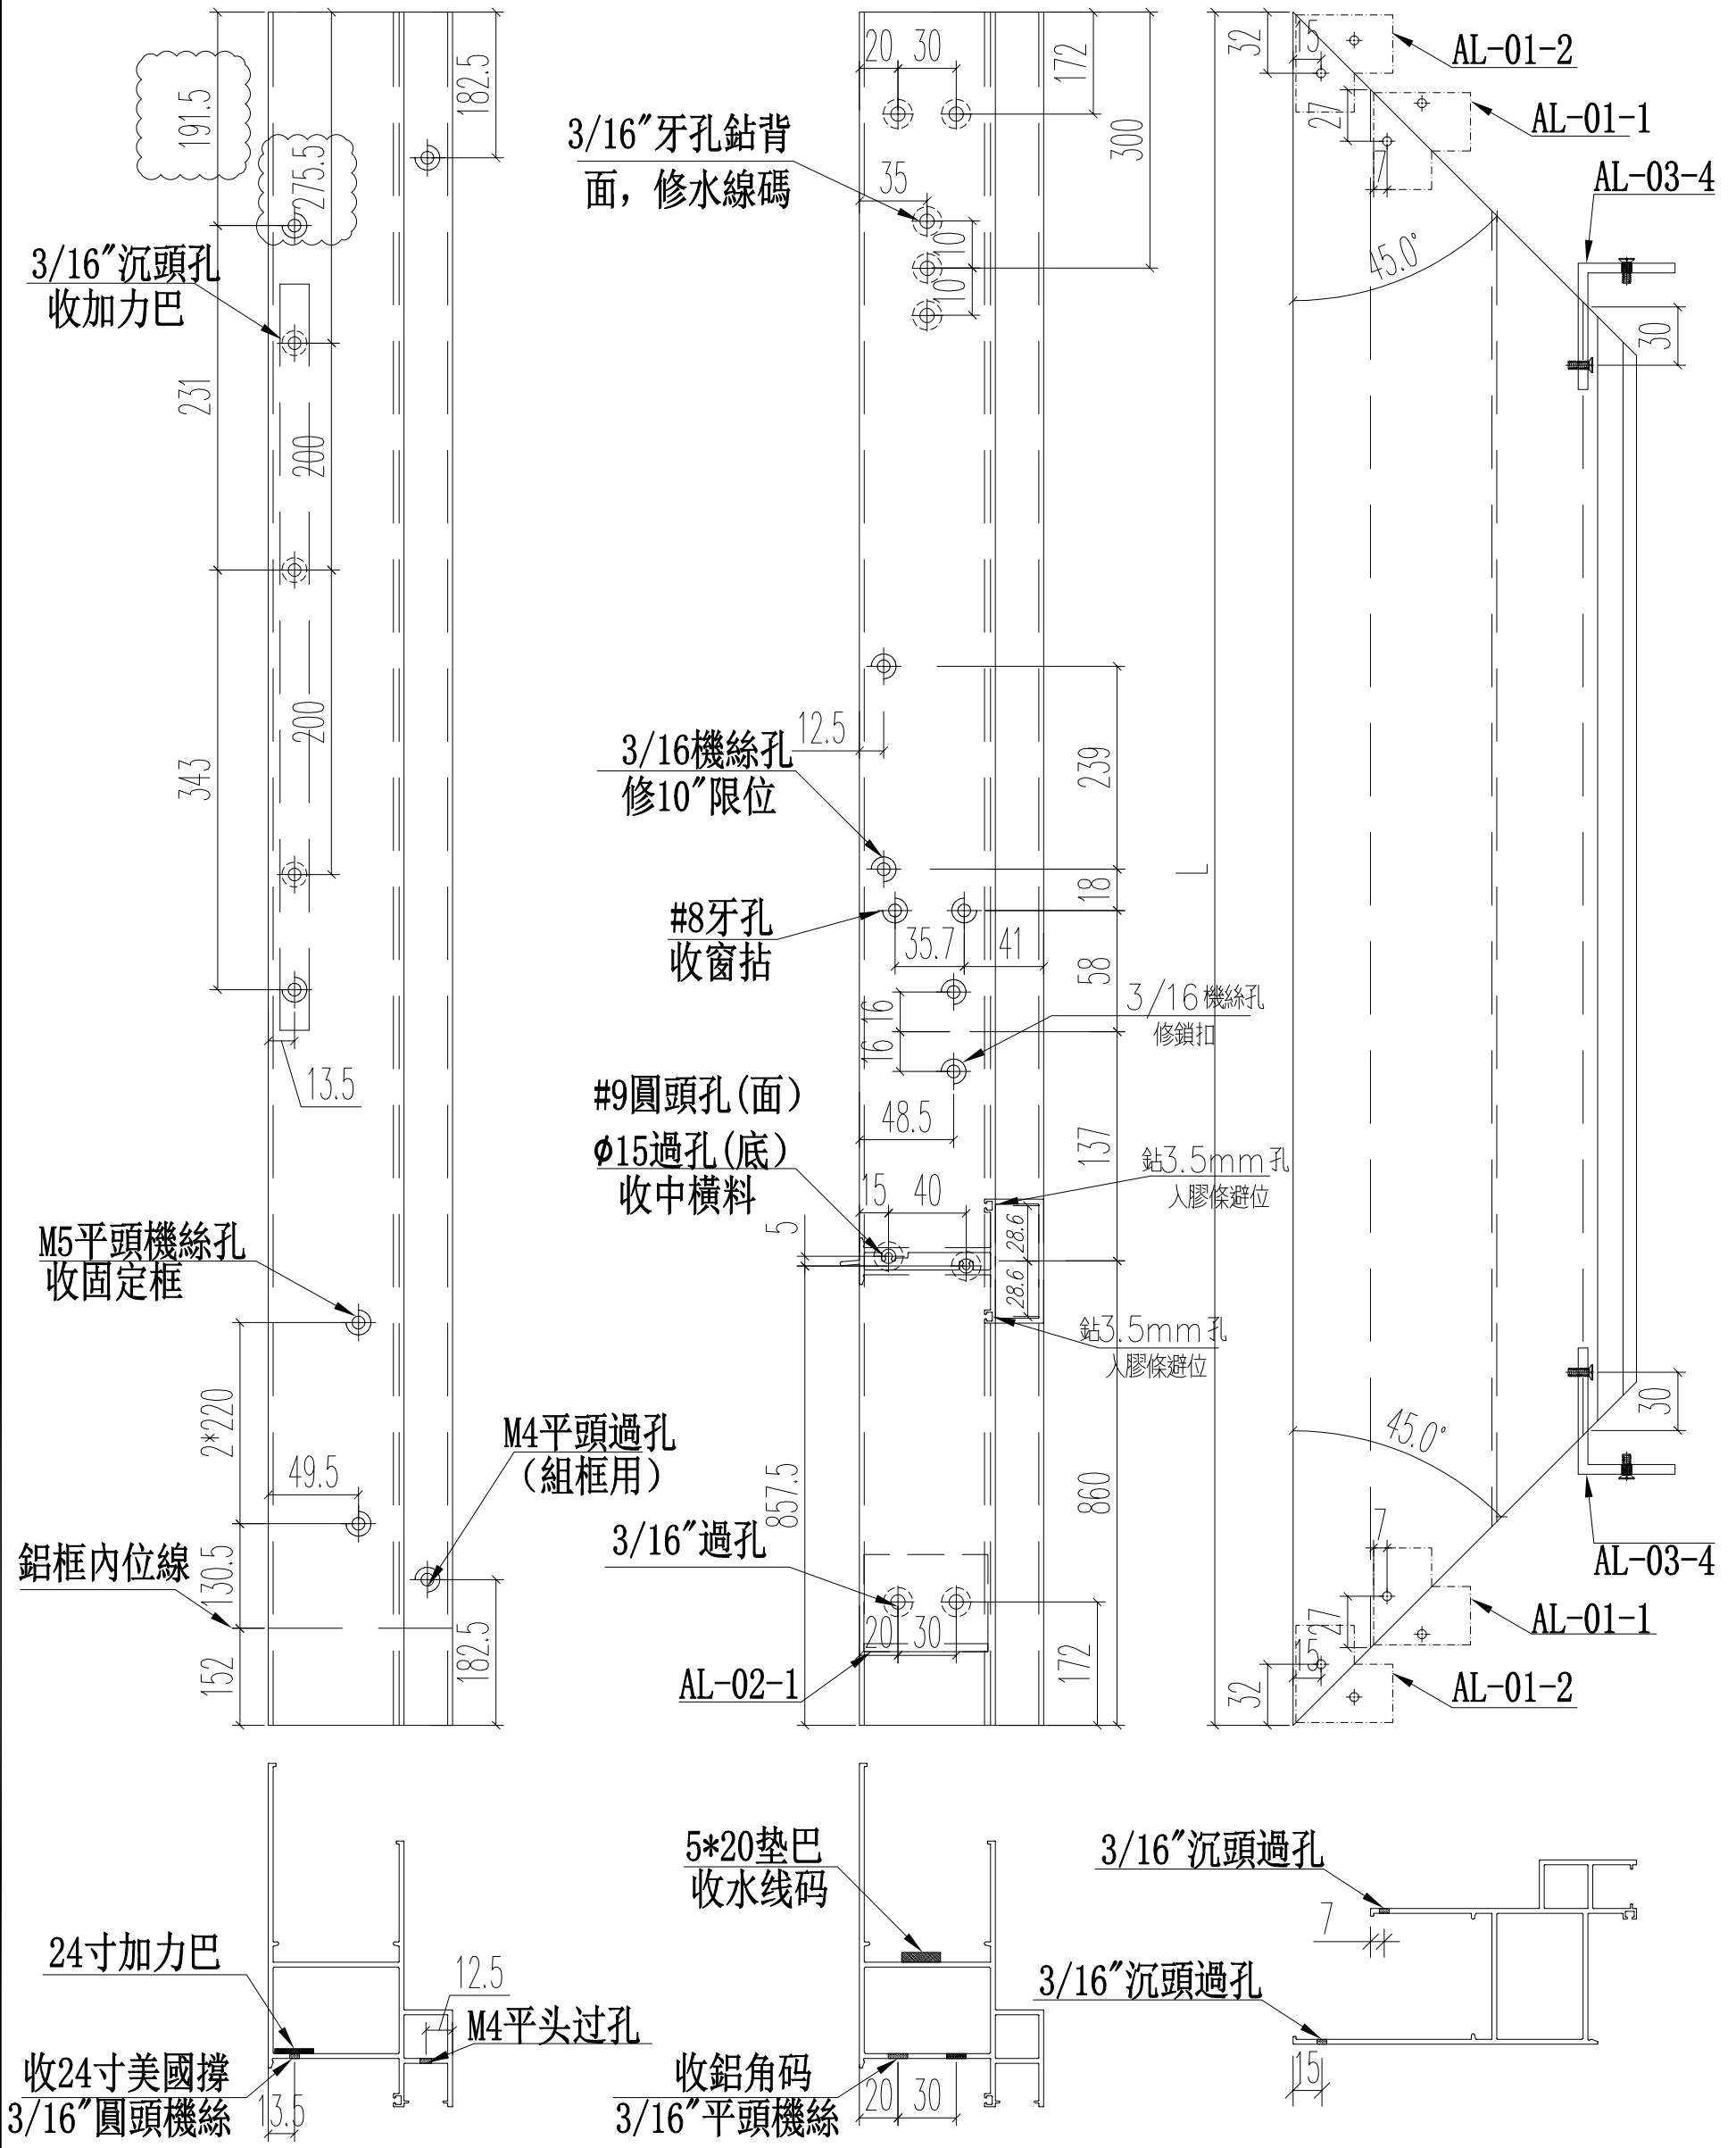 191.5
275.5
182.5
3/16"沉頭孔
收加力巴
231
200
343
200
13.5
M5平頭機絲孔
收固定框
2*220
49.5
M4平頭過孔
（組框用）
鋁框內位線
130.5
152
182.5
20
30
172
300
3/16"牙孔鉆背
面，修水線碼
35
10
10
12.5
3/16機絲孔
修10"限位
239
18
#8牙孔
收窗拈
35.7
41
58
16
16
3/16機絲孔
修鎖扣
48.5
137
#9圓頭孔(面)
φ15過孔(底)
收中橫料
15
40
5
28.6
28.6
鉆3.5mm孔
入膠條避位
鉆3.5mm孔
入膠條避位
857.5
860
3/16"過孔
20
30
AL-02-1
172
L
32
15
AL-01-2
27
7
AL-01-1
AL-03-4
45.0°
30
30
45.0°
AL-03-4
7
27
AL-01-1
15
32
AL-01-2
24寸加力巴
12.5
M4平头过孔
收24寸美國撐
3/16"圓頭機絲
13.5
5*20垫巴
收水线码
收鋁角码
3/16"平頭機絲
20
30
3/16"沉頭過孔
7
3/16"沉頭過孔
15